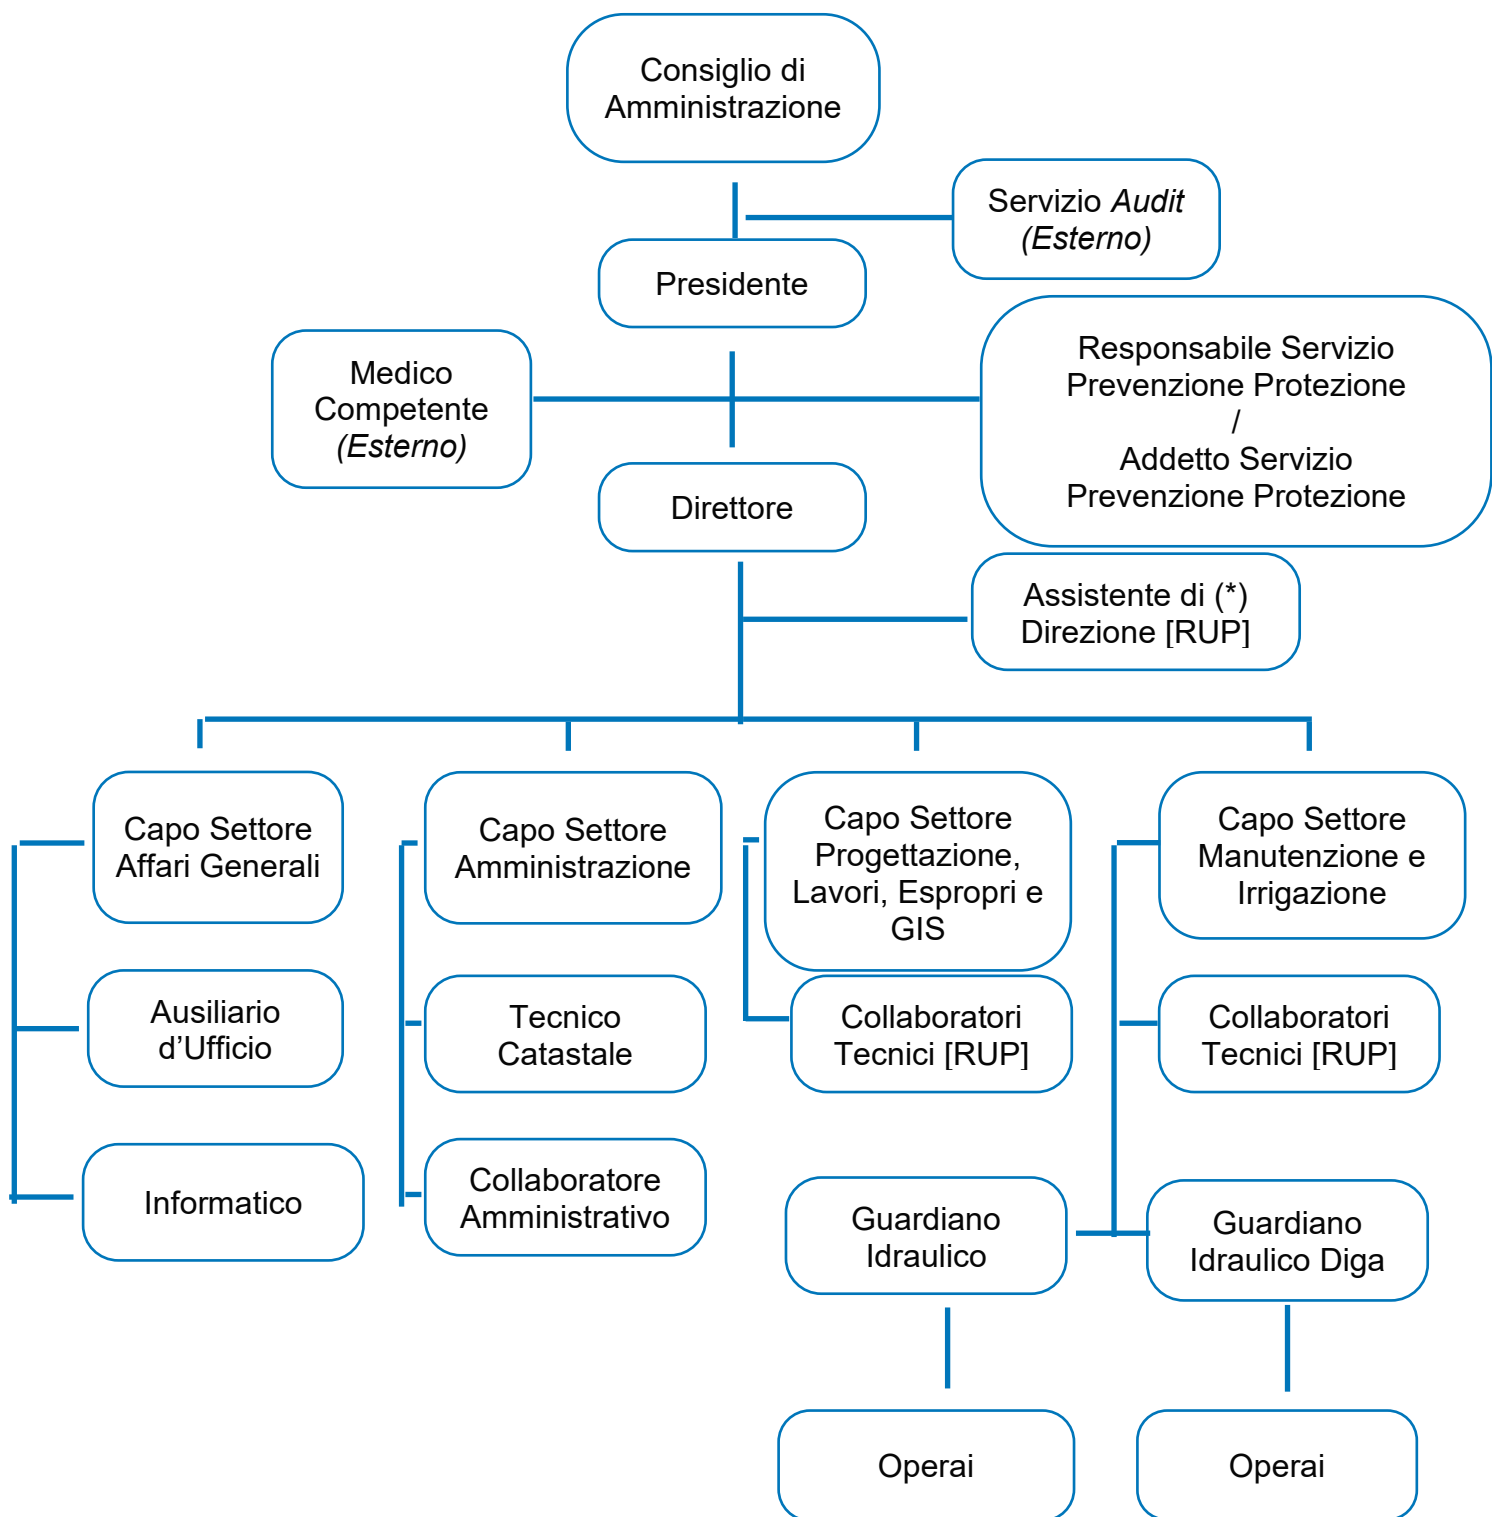 Consiglio di
Amministrazione
Servizio Audit
(Esterno)
Presidente
Medico
Competente
(Esterno)
Responsabile Servizio
Prevenzione Protezione
/
Addetto Servizio
Prevenzione Protezione
Direttore
Assistente di (*)
Direzione [RUP]
Capo Settore
Affari Generali
Capo Settore
Amministrazione
Capo Settore
Progettazione,
Lavori, Espropri e
GIS
Capo Settore
Manutenzione e
Irrigazione
Ausiliario
d’Ufficio
Tecnico
Catastale
Collaboratori
Tecnici [RUP]
Collaboratori
Tecnici [RUP]
Informatico
Collaboratore
Amministrativo
Guardiano
Idraulico
Guardiano
Idraulico Diga
Operai
Operai